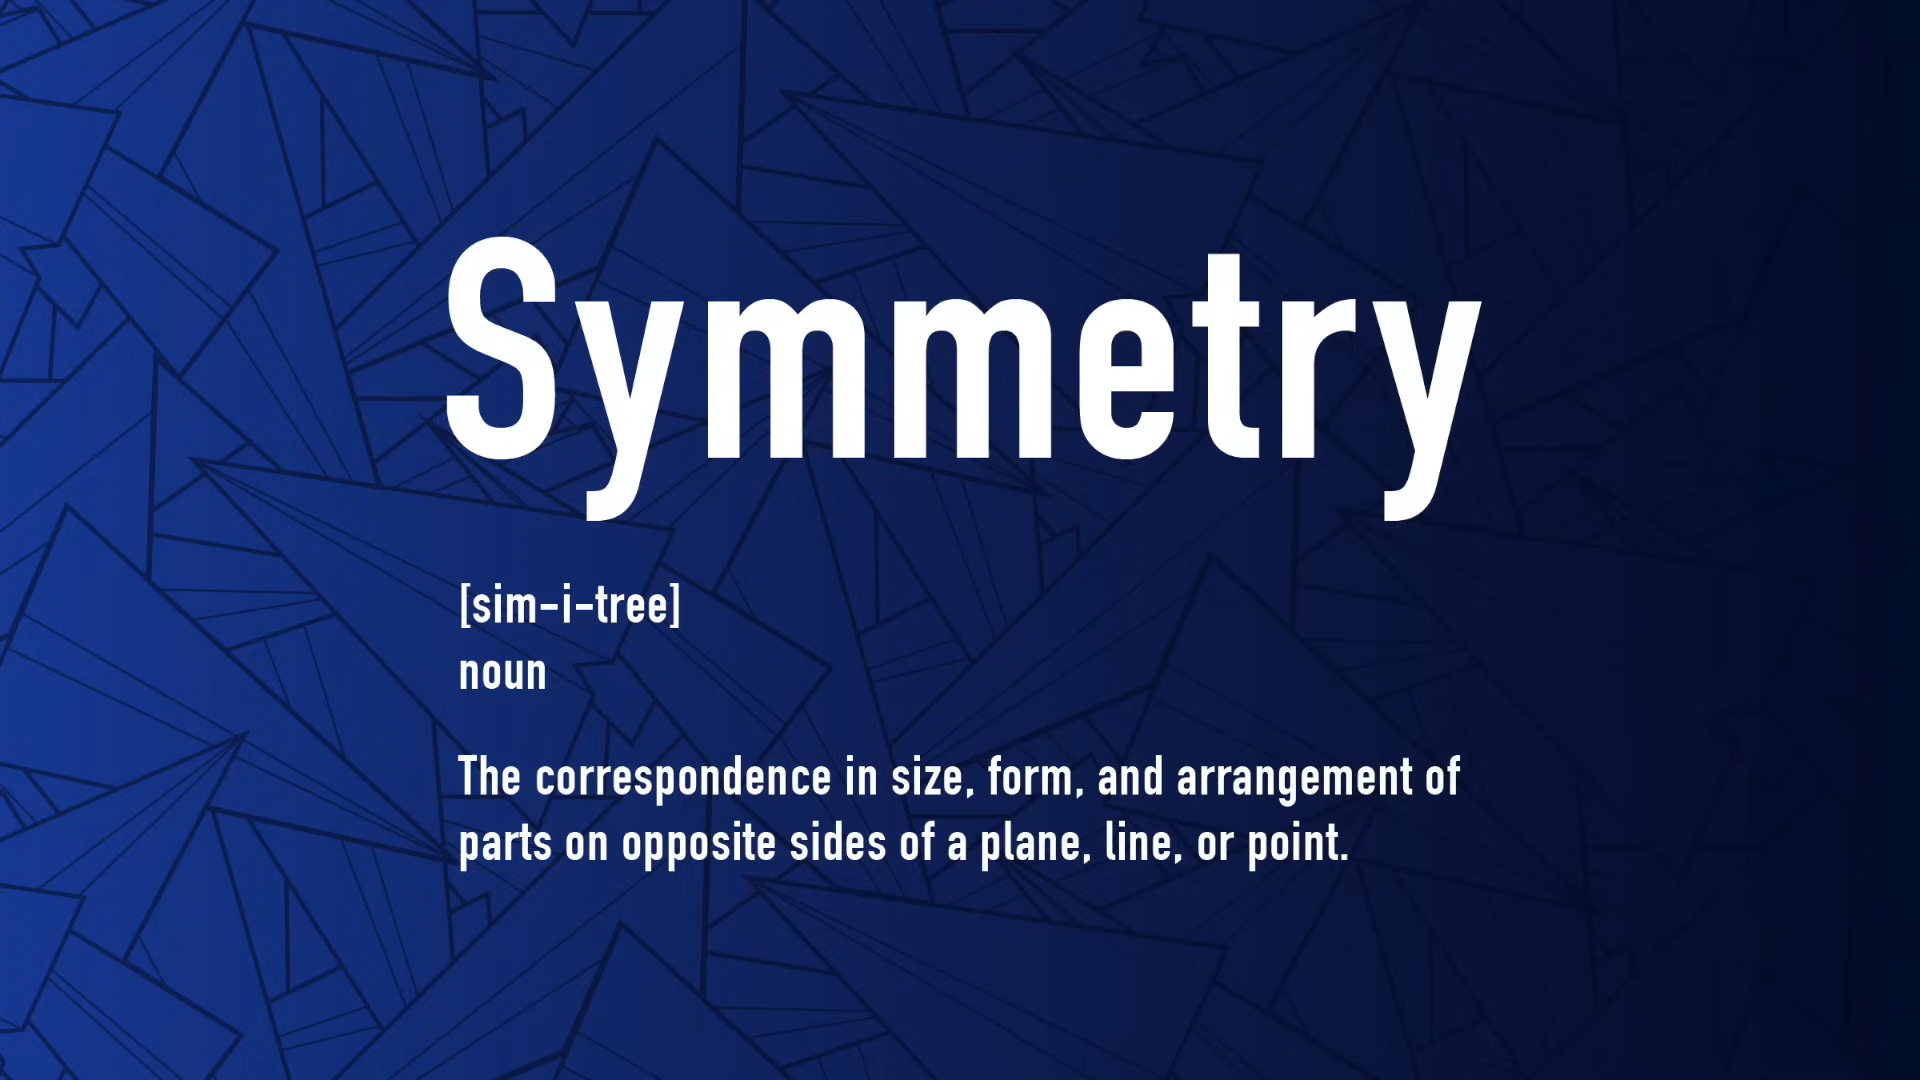 Symmetry
[sim-i-tree]
noun
The correspondence in size, form, and arrangement of
parts on opposite sides of a plane, line, or point.